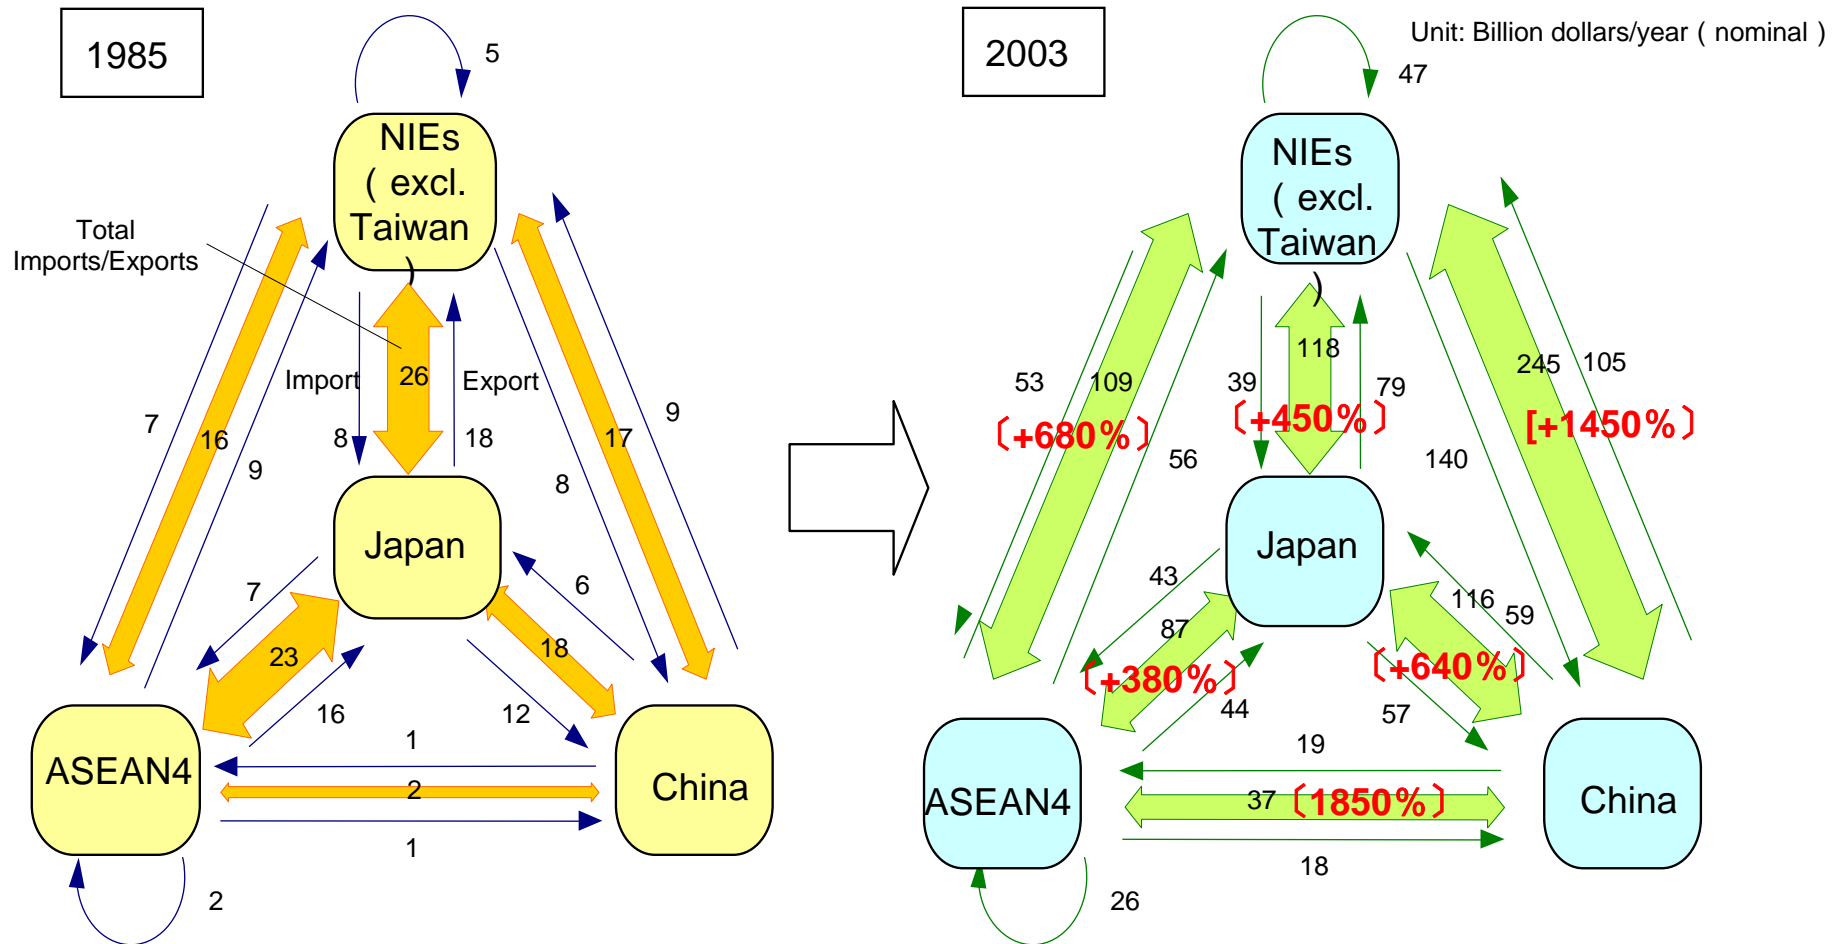 1985
5
NIEs
( excl.
Taiwan
)
Total
Imports/Exports
Import
26
Export
7
16
9
8
18
17
9
8
Japan
7
23
16
6
18
12
ASEAN4
1
2
1
China
2
2003
Unit: Billion dollars/year ( nominal )
47
NIEs
( excl.
Taiwan
)
53
109
〔+680%〕
56
118
39
79
〔+450%〕
245
105
[+1450%〕
140
Japan
43
87
〔+380%〕
44
116
59
〔+640%〕
57
ASEAN4
19
37〔1850%〕
18
China
26